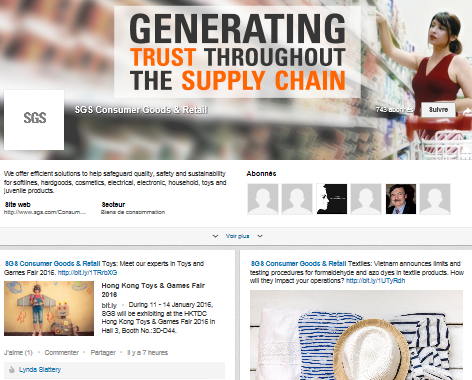 GENERATING
TRUST THROUGHOUT
THE SUPPLY CHAIN
SGS
SGS Consumer Goods & Retail
743 abonnés
Suivre
We offer efficient solutions to help safeguard quality, safety and sustainability
for softlines, hardgoods, cosmetics, electrical, electronic, household, toys and
juvenile products.
Site web
http://www.sgs.com/Consum...
Secteur
Biens de consommation
Abonnés
Voir plus
SGS Consumer Goods & Retail Toys: Meet our experts in Toys and
Games Fair 2016. http://bit.ly/1TRrbXG
Hong Kong Toys & Games Fair
2016
bit.ly • During 11 - 14 January 2016,
SGS will be exhibiting at the HKTDC
Hong Kong Toys & Games Fair 2016 in
Hall 3, Booth No.:3D-D44.
J'aime (1) • Commenter • Partager • Il y a 7 heures
Lynda Slattery
SGS Consumer Goods & Retail Textiles: Vietnam announces limits and
testing procedures for formaldehyde and azo dyes in textile products. How
will they impact your operations? http://bit.ly/1UTyRdh